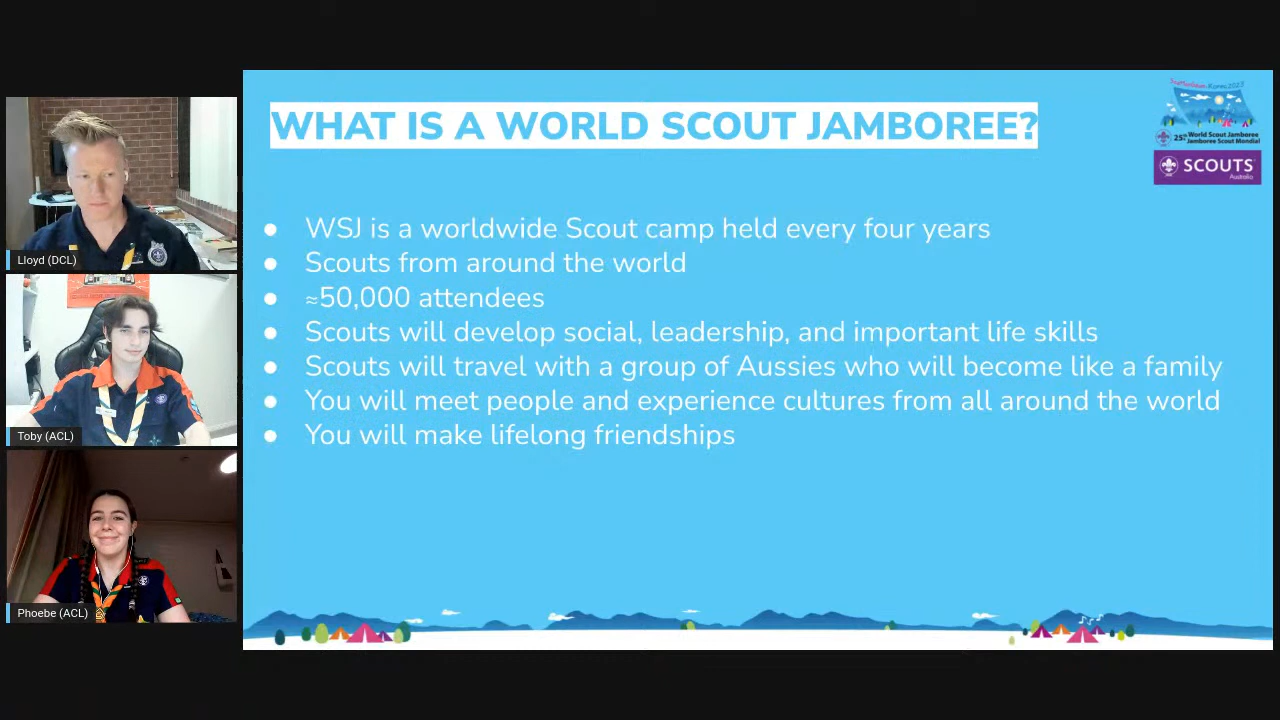 WHAT IS A WORLD SCOUT JAMBOREE?
25th World Scout Jamboree
Jamboree Scout Mondial
SCOUTS
Australia
● WSJ is a worldwide Scout camp held every four years
● Scouts from around the world
● ≈50,000 attendees
● Scouts will develop social, leadership, and important life skills
● Scouts will travel with a group of Aussies who will become like a family
● You will meet people and experience cultures from all around the world
● You will make lifelong friendships
Lloyd (DCL)
Toby (ACL)
Phoebe (ACL)